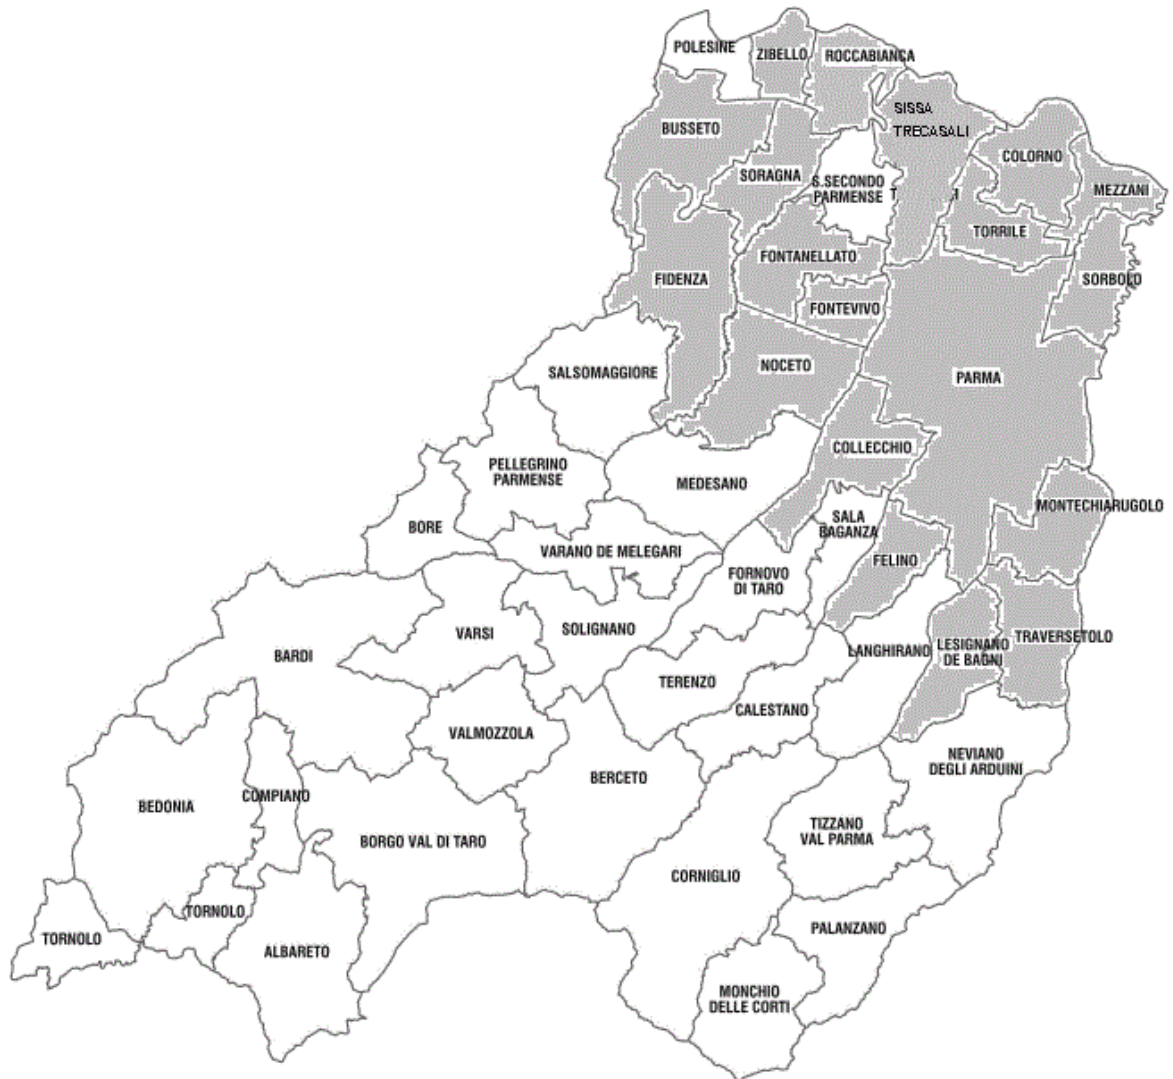 POLESINE
ZIBELLO
ROCCABIANCA
SISSA
TRECASALI
BUSSETO
COLORNO
SORAGNA
S.SECONDO
PARMENSE
MEZZANI
TORRILE
FONTANELLATO
FIDENZA
SORBOLO
FONTEVIVO
SALSOMAGGIORE
NOCETO
PARMA
COLLECCHIO
PELLEGRINO
PARMENSE
MEDESANO
MONTECHIARUGOLO
BORE
SALA
BAGANZA
VARANO DE MELEGARI
FELINO
FORNOVO
DI TARO
VARSI
SOLIGNANO
TRAVERSETOLO
LESIGNANO
DE BAGNI
LANGHIRANO
BARDI
TERENZO
CALESTANO
VALMOZZOLA
NEVIANO
DEGLI ARDUINI
BERCETO
BEDONIA
COMPIANO
BORGO VAL DI TARO
TIZZANO
VAL PARMA
CORNIGLIO
TORNOLO
TORNOLO
ALBARETO
PALANZANO
MONCHIO
DELLE CORTI